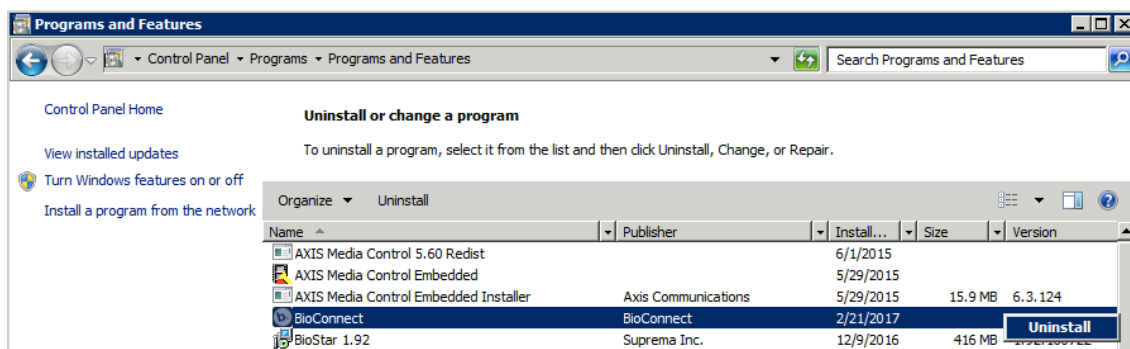 Programs and Features
Control Panel Programs Programs and Features Search Programs and Features
Control Panel Home
Uninstall or change a program
View installed updates
To uninstall a program, select it from the list and then click Uninstall, Change, or Repair.
Turn Windows features on or off
Install a program from the network
Organize Uninstall
Name Publisher Install... Size Version
AXIS Media Control 5.60 Redist 6/1/2015
AXIS Media Control Embedded 5/29/2015
AXIS Media Control Embedded Installer Axis Communications 5/29/2015 15.9 MB 6.3.124
BioConnect BioConnect 2/21/2017
Uninstall
BioStar 1.92 Suprema Inc. 12/9/2016 416 MB